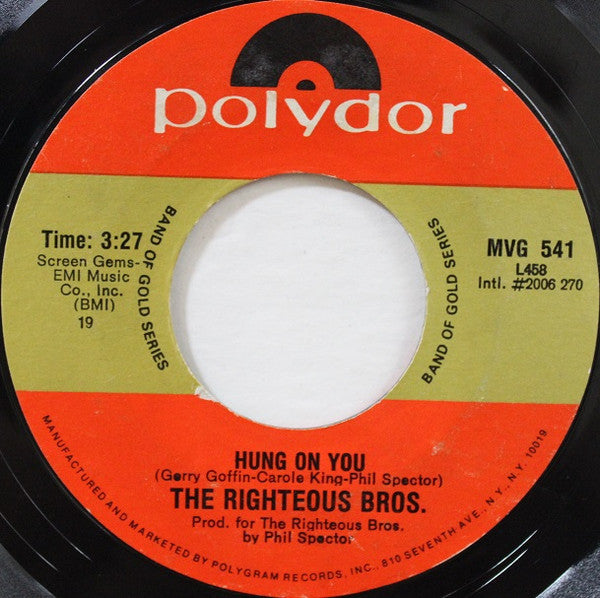 polydor
BAND OF GOLD SERIES
BAND OF GOLD SERIES
Time: 3:27
Screen Gems-
EMI Music
Co., Inc.
(BMI)
19
MVG 541
L458
Intl. #2006 270
HUNG ON YOU
(Gerry Goffin-Carole King-Phil Spector)
THE RIGHTEOUS BROS.
Prod. for The Righteous Bros.
by Phil Spector
MANUFACTURED AND MARKETED BY POLYGRAM RECORDS, INC., 810 SEVENTH AVE., N.Y., N.Y. 10019